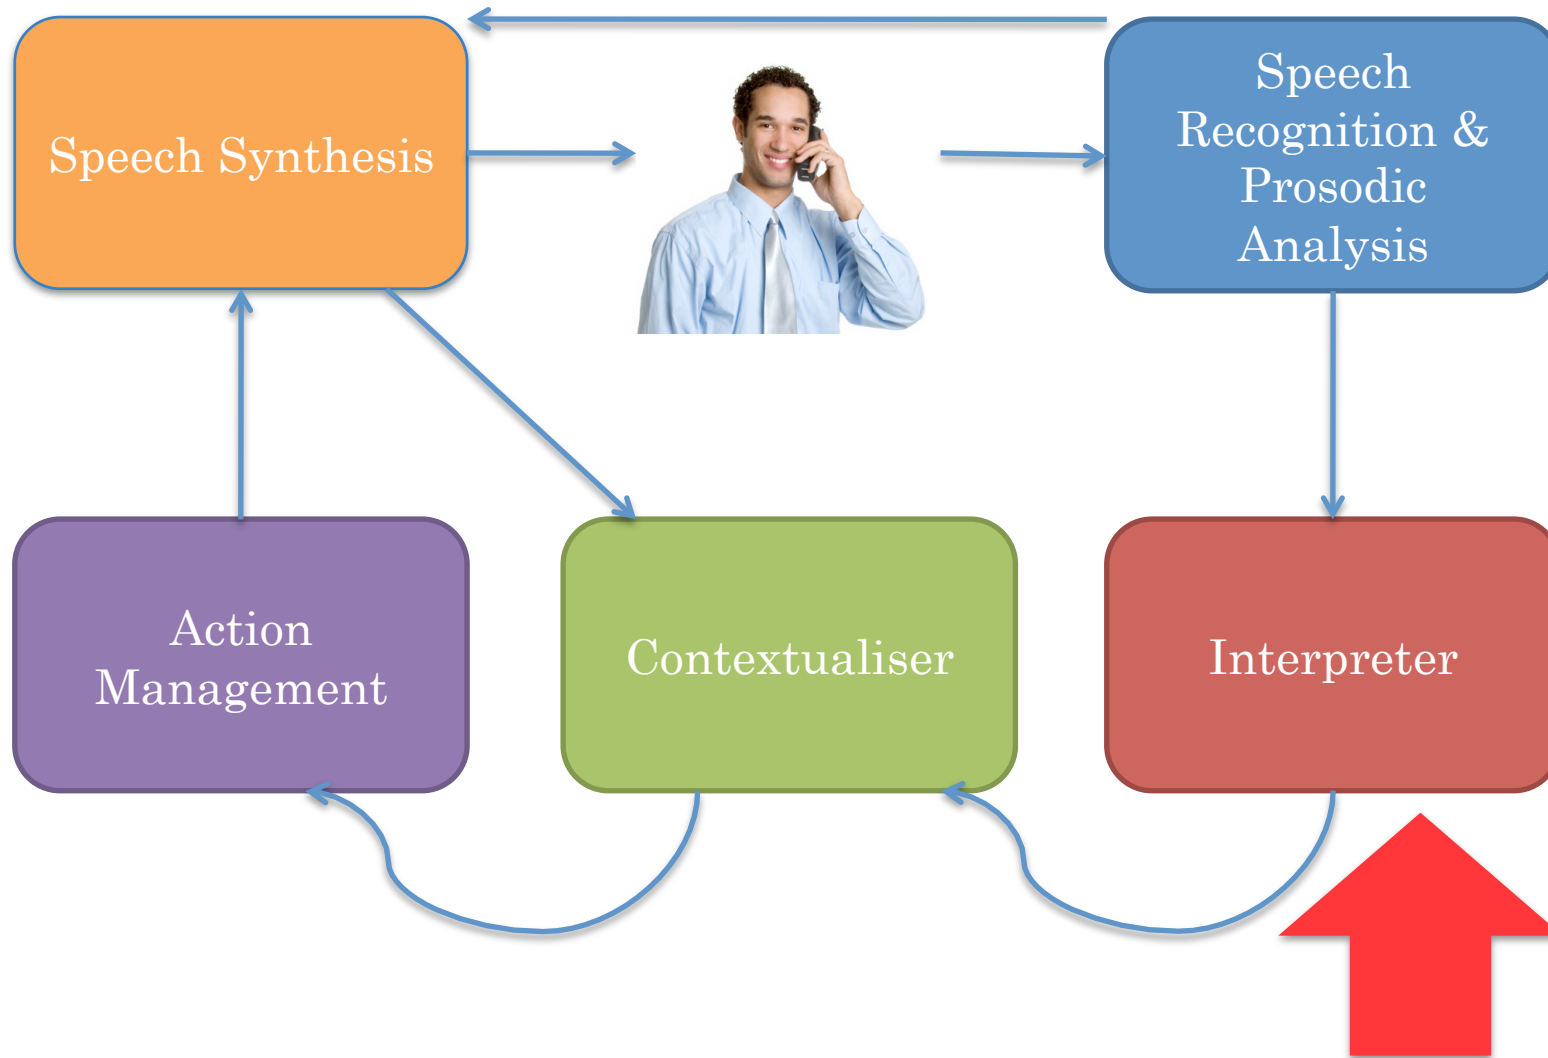 Speech Synthesis
Speech
Recognition &
Prosodic
Analysis
Action
Management
Contextualiser
Interpreter